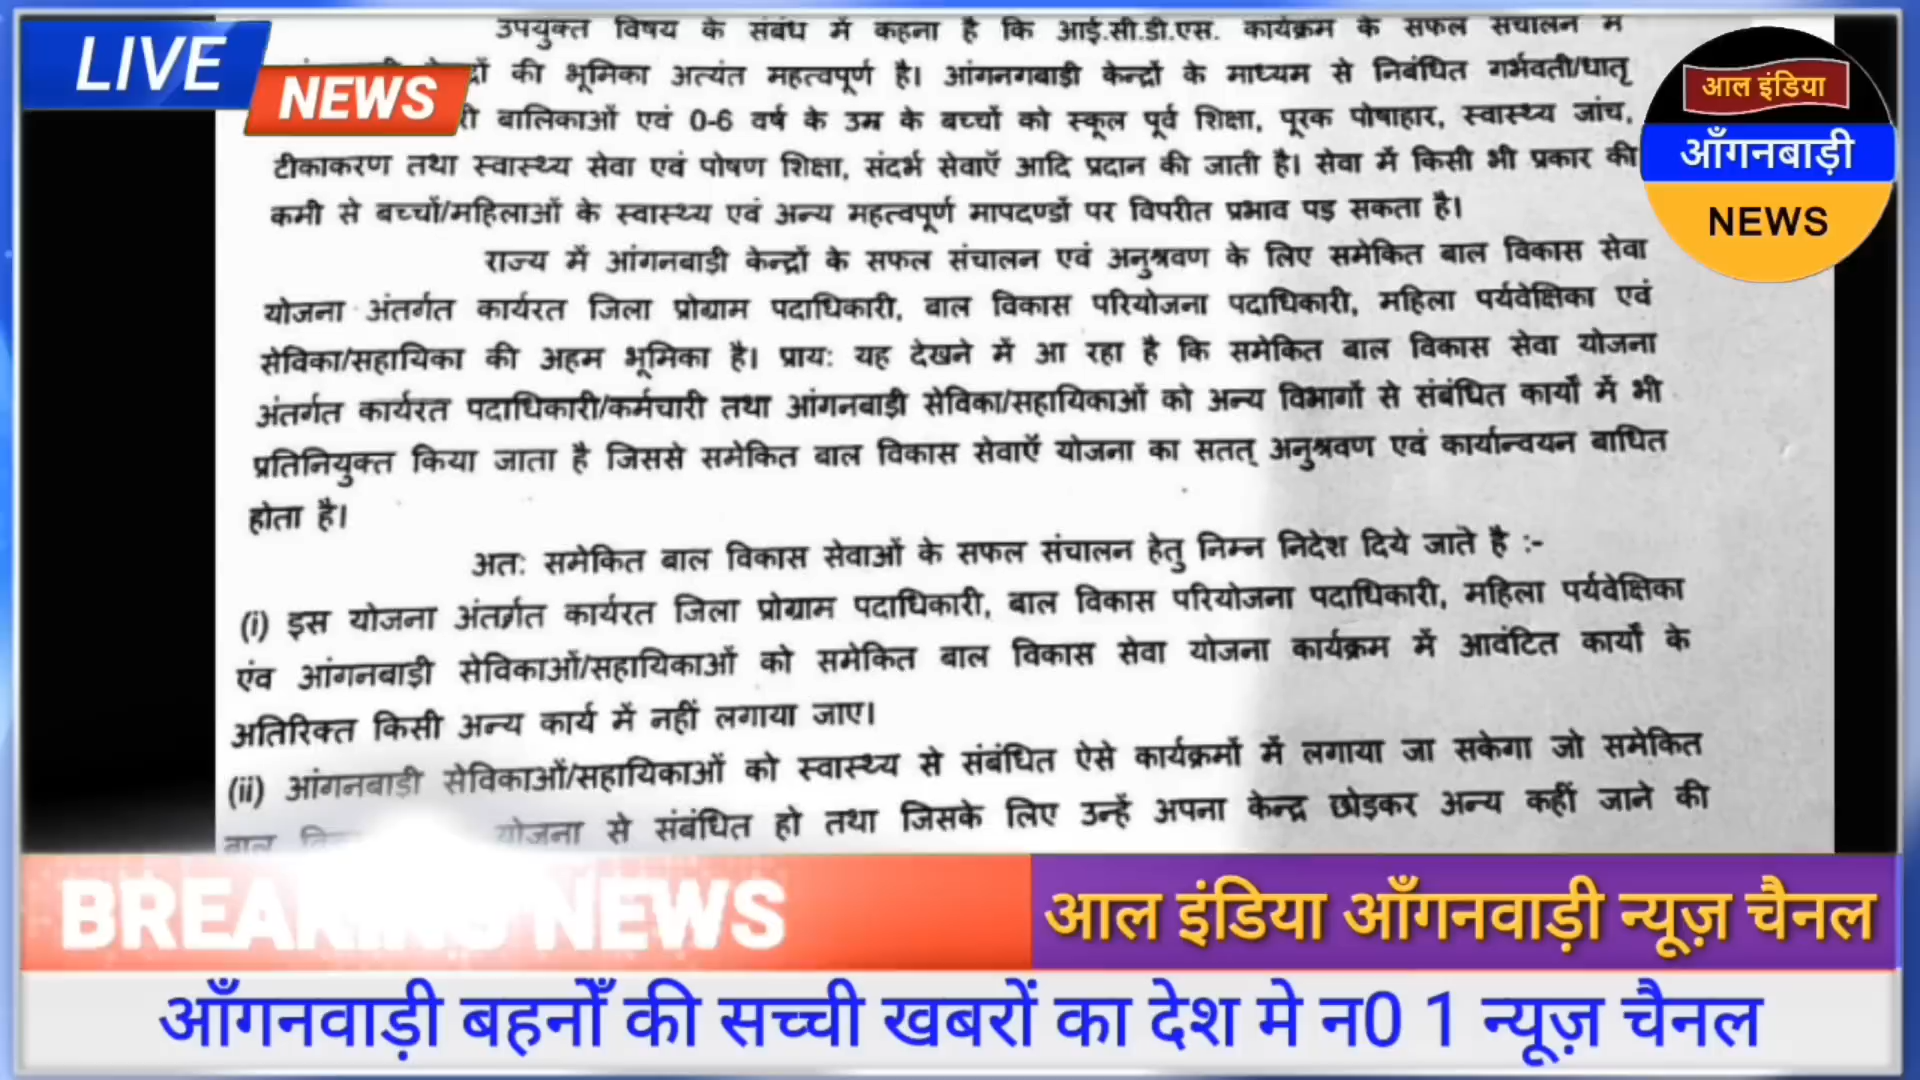 LIVE
NEWS
आल इंडिया
आँगनबाड़ी
NEWS
उपयुक्त विषय के संबंध में कहना है कि आई.सी.डी.एस. कार्यक्रम के सफल संचालन में
की भूमिका अत्यंत महत्वपूर्ण है। आंगनगबाड़ी केन्द्रों के माध्यम से निबंधित गर्भवती/धातृ
बालिकाओं एवं 0-6 वर्ष के उम्र के बच्चों को स्कूल पूर्व शिक्षा, पूरक पोषाहार, स्वास्थ्य जांच,
टीकाकरण तथा स्वास्थ्य सेवा एवं पोषण शिक्षा, संदर्भ सेवाएँ आदि प्रदान की जाती है। सेवा में किसी भी प्रकार की
कमी से बच्चों/महिलाओं के स्वास्थ्य एवं अन्य महत्वपूर्ण मापदण्डों पर विपरीत प्रभाव पड़ सकता है।
राज्य में आंगनबाड़ी केन्द्रों के सफल संचालन एवं अनुश्रवण के लिए समेकित बाल विकास सेवा
योजना अंतर्गत कार्यरत जिला प्रोग्राम पदाधिकारी, बाल विकास परियोजना पदाधिकारी, महिला पर्यवेक्षिका एवं
सेविका/सहायिका की अहम भूमिका है। प्राय: यह देखने में आ रहा है कि समेकित बाल विकास सेवा योजना
अंतर्गत कार्यरत पदाधिकारी/कर्मचारी तथा आंगनबाड़ी सेविका/सहायिकाओं को अन्य विभागों से संबंधित कार्यों में भी
प्रतिनियुक्त किया जाता है जिससे समेकित बाल विकास सेवाएँ योजना का सतत् अनुश्रवण एवं कार्यान्वयन बाधित
होता है।
अत: समेकित बाल विकास सेवाओं के सफल संचालन हेतु निम्न निदेश दिये जाते है :-
(i) इस योजना अंतर्गत कार्यरत जिला प्रोग्राम पदाधिकारी, बाल विकास परियोजना पदाधिकारी, महिला पर्यवेक्षिका
एंव आंगनबाड़ी सेविकाओं/सहायिकाओं को समेकित बाल विकास सेवा योजना कार्यक्रम में आवंटित कार्यों के
अतिरिक्त किसी अन्य कार्य में नहीं लगाया जाए।
(ii) आंगनबाड़ी सेविकाओं/सहायिकाओं को स्वास्थ्य से संबंधित ऐसे कार्यक्रमों में लगाया जा सकेगा जो समेकित
बाल योजना से संबंधित हो तथा जिसके लिए उन्हें अपना केन्द्र छोड़कर अन्य कहीं जाने की
BREAKING NEWS
आल इंडिया आँगनवाड़ी न्यूज़ चैनल
आँगनवाड़ी बहनोँ की सच्ची खबरों का देश मे न0 1 न्यूज़ चैनल